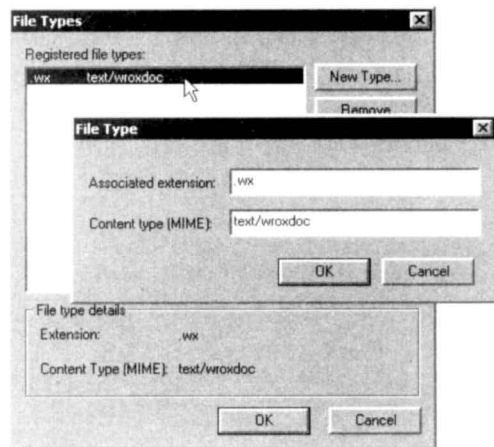 File Types
Registered file types:
.wx text/wroxdoc
New Type...
Remove
File Type
Associated extension: .wx
Content type (MIME): text/wroxdoc
OK Cancel
File type details
Extension: .wx
Content Type (MIME): text/wroxdoc
OK Cancel